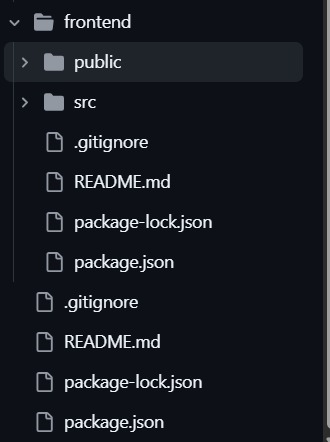 frontend
public
src
.gitignore
README.md
package-lock.json
package.json
.gitignore
README.md
package-lock.json
package.json